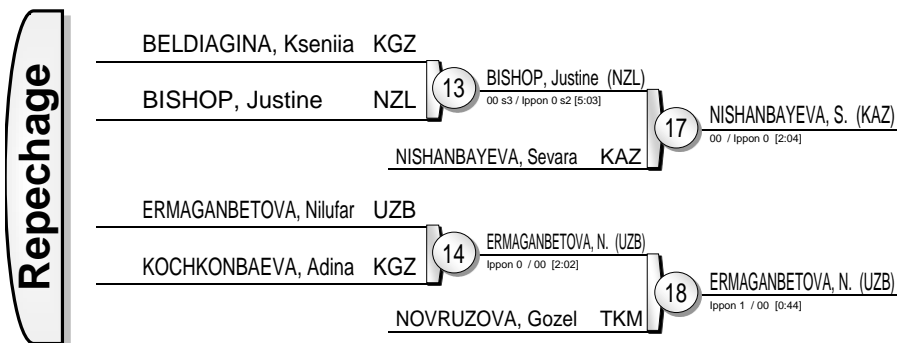 Repechage
BELDIAGINA, Kseniia KGZ
BISHOP, Justine NZL
13
BISHOP, Justine (NZL)
00 s3 / Ippon 0 s2 [5:03]
NISHANBAYEVA, Sevara KAZ
17
NISHANBAYEVA, S. (KAZ)
00 / Ippon 0 [2:04]
ERMAGANBETOVA, Nilufar UZB
KOCHKONBAEVA, Adina KGZ
14
ERMAGANBETOVA, N. (UZB)
Ippon 0 / 00 [2:02]
NOVRUZOVA, Gozel TKM
18
ERMAGANBETOVA, N. (UZB)
Ippon 1 / 00 [0:44]